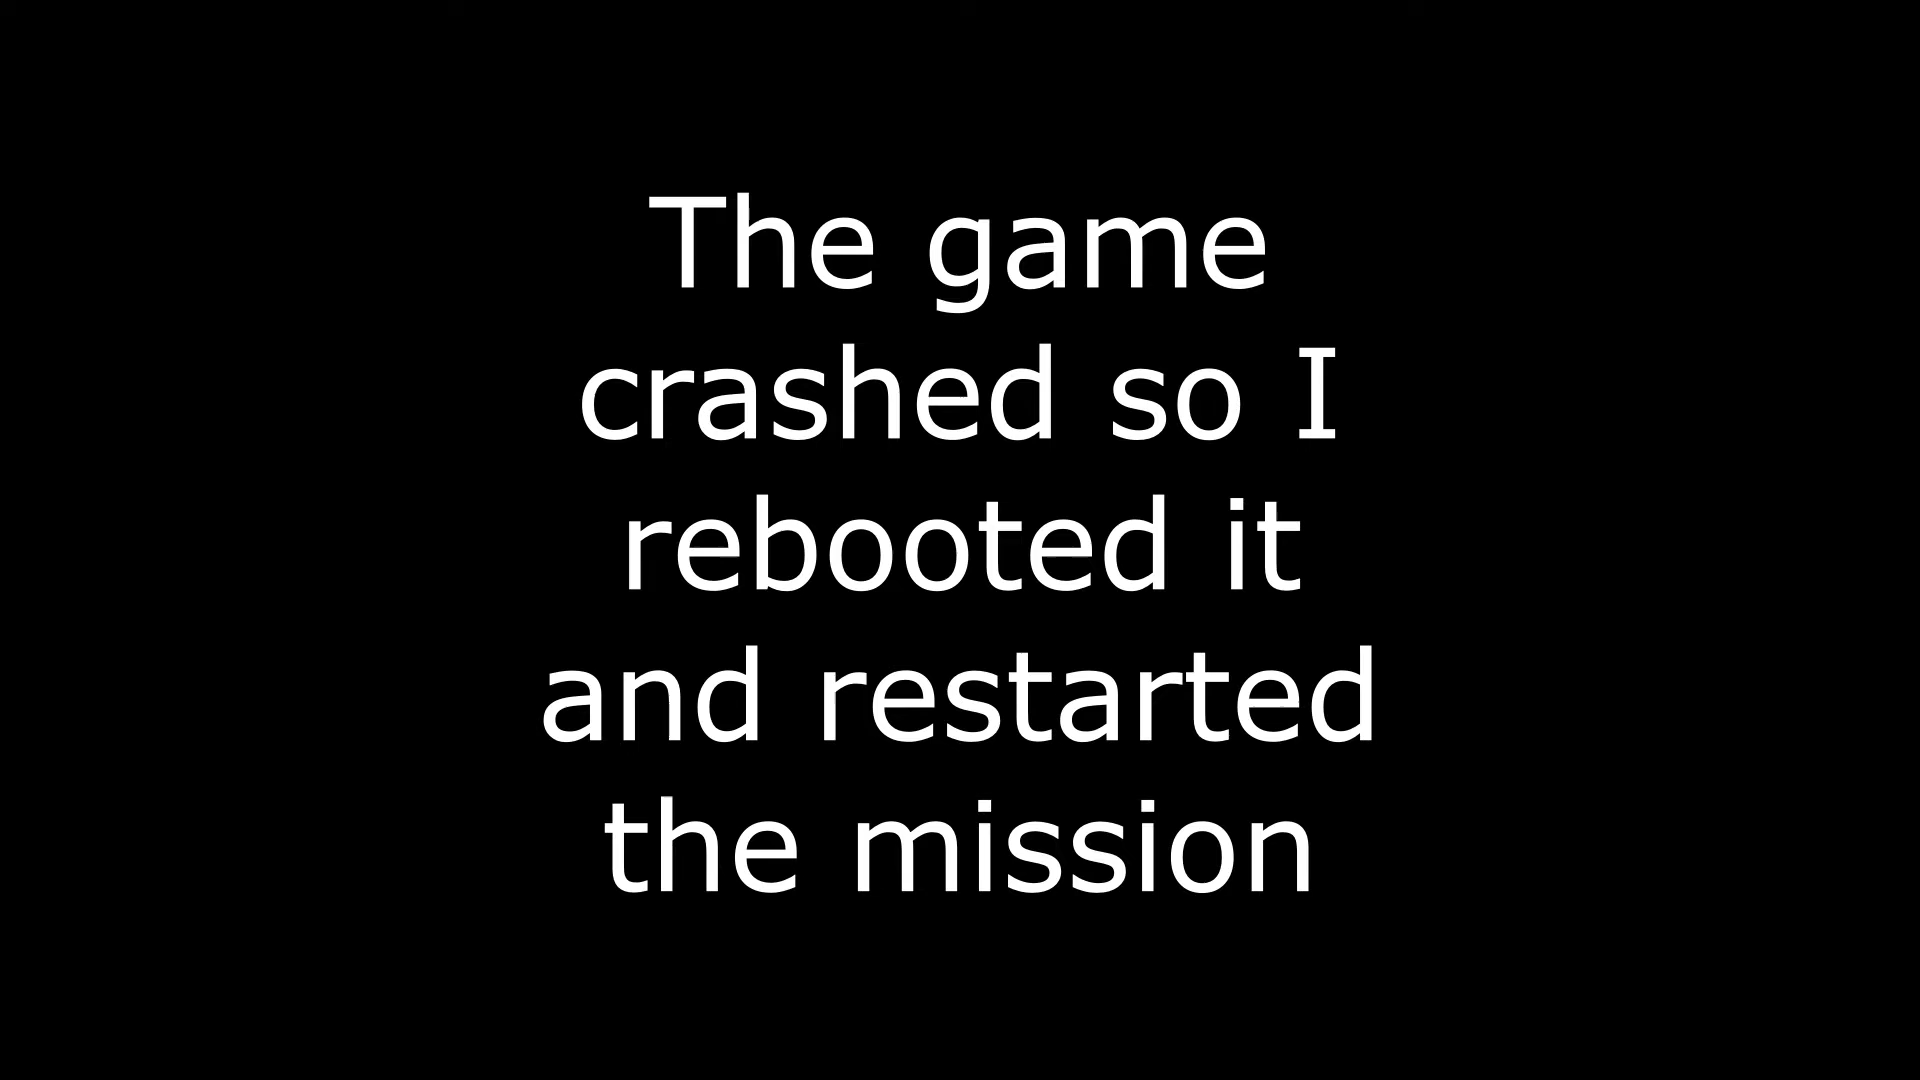 The game
crashed so I
rebooted it
and restarted
the mission